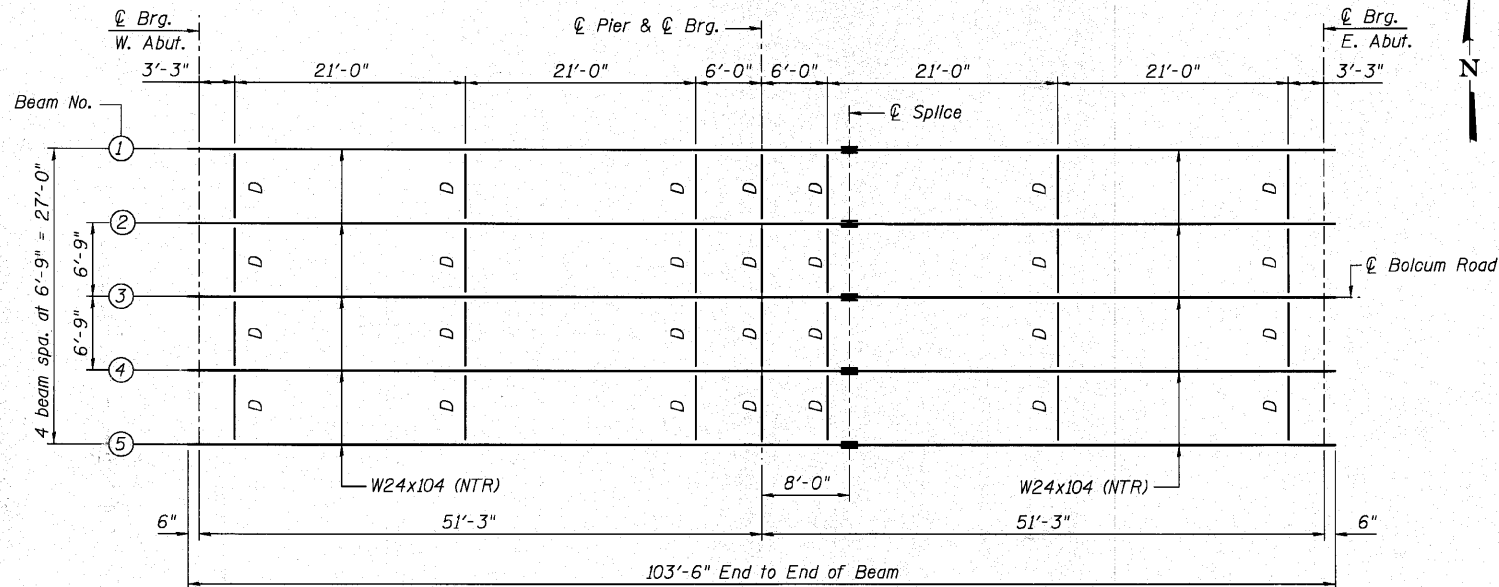 ℄ Brg.
W. Abut.
℄ Pier & ℄ Brg.
℄ Brg.
E. Abut.
N
3'-3"
21'-0"
21'-0"
6'-0"
6'-0"
21'-0"
21'-0"
3'-3"
Beam No.
℄ Splice
1
D D D D D D D
2
D D D D D D D
℄ Bolcum Road
3
D D D D D D D
4
D D D D D D D
5
4 beam spa. at 6'-9" = 27'-0"
6'-9"
6'-9"
W24x104 (NTR)
8'-0"
W24x104 (NTR)
6"
51'-3"
51'-3"
6"
103'-6" End to End of Beam